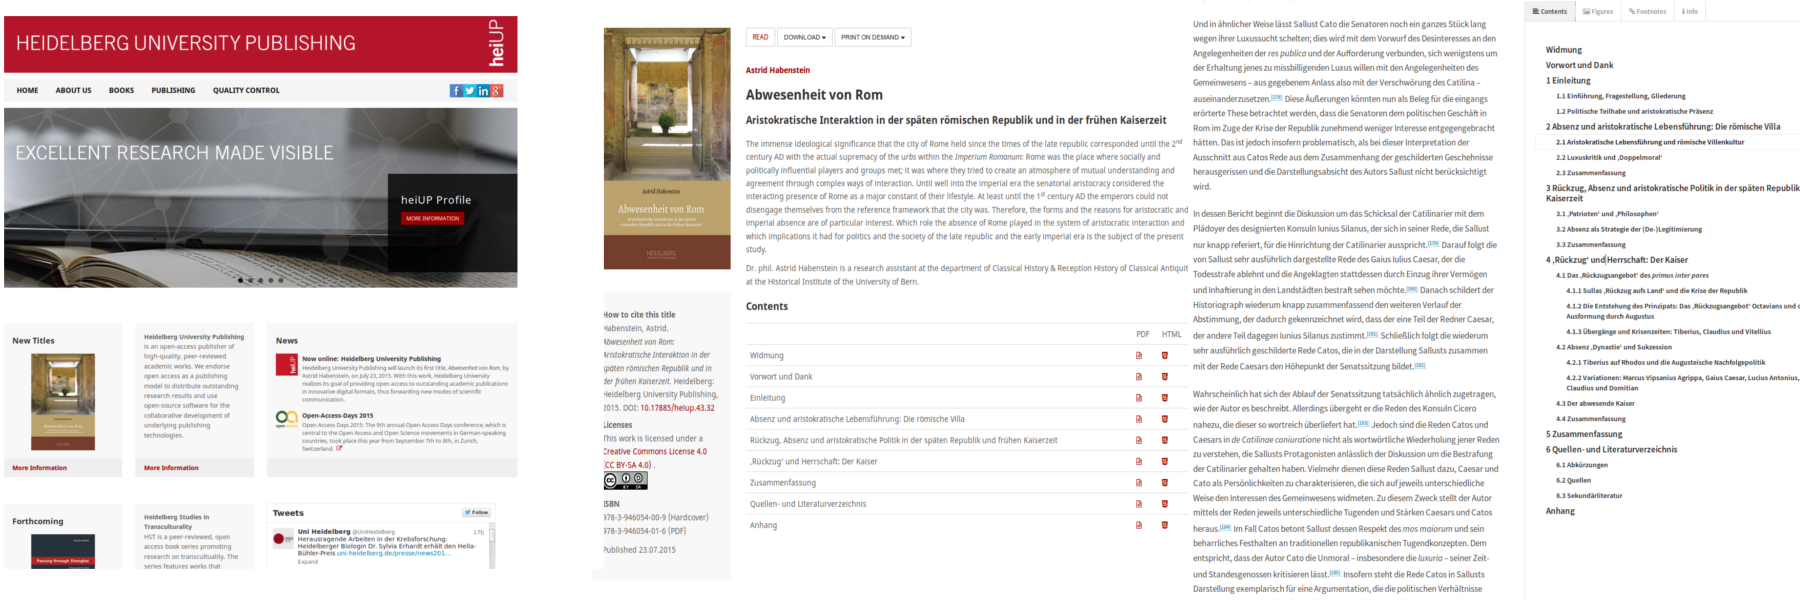 HEIDELBERG UNIVERSITY PUBLISHING
heiUP
HOME ABOUT US BOOKS PUBLISHING QUALITY CONTROL
EXCELLENT RESEARCH MADE VISIBLE
heiUP Profile
MORE INFORMATION
New Titles
More Information
Heidelberg University Publishing
is an open-access publisher of
high-quality, peer-reviewed
academic works. We endorse
open access as a publishing
model to distribute outstanding
research results and use
open-source software for the
collaborative development of
underlying publishing
technologies.
More Information
News
Now online: Heidelberg University Publishing
Heidelberg University Publishing will launch its first title, Abwesenheit von Rom, by
Astrid Habenstein, on July 23, 2015. With this work, Heidelberg University
realizes its goal of providing open access to outstanding academic publications
in innovative digital formats, thus forwarding new modes of scientific
communication.
Open-Access-Days 2015
Open Access Days 2015: The 9th annual Open Access Days conference, which is
central to the Open Access and Open Science movements in German-speaking
countries, took place this year from September 7th to 8th, in Zurich,
Switzerland.
Forthcoming
Passing through Shanghai
Heidelberg Studies in
Transculturality
HST is a peer-reviewed, open
access book series promoting
research on transculturality. The
series features works that
Tweets
Follow
Uni Heidelberg @UniHeidelberg 17h
Herausragende Arbeiten in der Krebsforschung:
Heidelberger Biologin Dr. Sylvia Erhardt erhält den Hella-
Bühler-Preis uni-heidelberg.de/presse/news201...
Expand
Astrid Habenstein
Abwesenheit von Rom
HEIDELBERG
How to cite this title
Habenstein, Astrid.
Abwesenheit von Rom:
Aristokratische Interaktion in der
späten römischen Republik und in
der frühen Kaiserzeit. Heidelberg:
Heidelberg University Publishing,
2015. DOI: 10.17885/heiup.43.32
Licenses
This work is licensed under a
Creative Commons License 4.0
(CC BY-SA 4.0) .
cc BY SA
ISBN
978-3-946054-00-9 (Hardcover)
978-3-946054-01-6 (PDF)
Published 23.07.2015
READ DOWNLOAD PRINT ON DEMAND
Astrid Habenstein
Abwesenheit von Rom
Aristokratische Interaktion in der späten römischen Republik und in der frühen Kaiserzeit
The immense ideological significance that the city of Rome held since the times of the late republic corresponded until the 2nd
century AD with the actual supremacy of the urbs within the Imperium Romanum: Rome was the place where socially and
politically influential players and groups met; it was where they tried to create an atmosphere of mutual understanding and
agreement through complex ways of interaction. Until well into the imperial era the senatorial aristocracy considered the
interacting presence of Rome as a major constant of their lifestyle. At least until the 1st century AD the emperors could not
disengage themselves from the reference framework that the city was. Therefore, the forms and the reasons for aristocratic and
imperial absence are of particular interest. Which role the absence of Rome played in the system of aristocratic interaction and
which implications it had for politics and the society of the late republic and the early imperial era is the subject of the present
study.
Dr. phil. Astrid Habenstein is a research assistant at the department of Classical History & Reception History of Classical Antiquit
at the Historical Institute of the University of Bern.
Contents
PDF HTML
Widmung
Vorwort und Dank
Einleitung
Absenz und aristokratische Lebensführung: Die römische Villa
Rückzug, Absenz und aristokratische Politik in der späten Republik und frühen Kaiserzeit
‚Rückzug‘ und Herrschaft: Der Kaiser
Zusammenfassung
Quellen- und Literaturverzeichnis
Anhang
Und in ähnlicher Weise lässt Sallust Cato die Senatoren noch ein ganzes Stück lang
wegen ihrer Luxussucht schelten; dies wird mit dem Vorwurf des Desinteresses an den
Angelegenheiten der res publica und der Aufforderung verbunden, sich wenigstens um
der Erhaltung jenes zu missbilligenden Luxus willen mit den Angelegenheiten des
Gemeinwesens – aus gegebenem Anlass also mit der Verschwörung des Catilina –
auseinanderzusetzen.[178] Diese Äußerungen könnten nun als Beleg für die eingangs
erörterte These betrachtet werden, dass die Senatoren dem politischen Geschäft in
Rom im Zuge der Krise der Republik zunehmend weniger Interesse entgegengebracht
hätten. Das ist jedoch insofern problematisch, als bei dieser Interpretation der
Ausschnitt aus Catos Rede aus dem Zusammenhang der geschilderten Geschehnisse
herausgerissen und die Darstellungsabsicht des Autors Sallust nicht berücksichtigt
wird.
In dessen Bericht beginnt die Diskussion um das Schicksal der Catilinarier mit dem
Plädoyer des designierten Konsuln Iunius Silanus, der sich in seiner Rede, die Sallust
nur knapp referiert, für die Hinrichtung der Catilinarier ausspricht.[179] Darauf folgt die
von Sallust sehr ausführlich dargestellte Rede des Gaius Iulius Caesar, der die
Todesstrafe ablehnt und die Angeklagten stattdessen durch Einzug ihrer Vermögen
und Inhaftierung in den Landstädten bestraft sehen möchte.[180] Danach schildert der
Historiograph wiederum knapp zusammenfassend den weiteren Verlauf der
Abstimmung, der dadurch gekennzeichnet wird, dass der eine Teil der Redner Caesar,
der andere Teil dagegen Iunius Silanus zustimmt.[181] Schließlich folgt die wiederum
sehr ausführlich geschilderte Rede Catos, die in der Darstellung Sallusts zusammen
mit der Rede Caesars den Höhepunkt der Senatssitzung bildet.[182]
Wahrscheinlich hat sich der Ablauf der Senatssitzung tatsächlich ähnlich zugetragen,
wie der Autor es beschreibt. Allerdings übergeht er die Reden des Konsuln Cicero
nahezu, die dieser so wortreich überliefert hat.[183] Jedoch sind die Reden Catos und
Caesars in de Catilinae coniuratione nicht als wortwörtliche Wiederholung jener Reden
zu verstehen, die Sallusts Protagonisten anlässlich der Diskussion um die Bestrafung
der Catilinarier gehalten haben. Vielmehr dienen diese Reden Sallust dazu, Caesar und
Cato als Persönlichkeiten zu charakterisieren, die sich auf jeweils unterschiedliche
Weise den Interessen des Gemeinwesens widmeten. Zu diesem Zweck stellt der Autor
mittels der Reden jeweils unterschiedliche Tugenden und Stärken Caesars und Catos
heraus.[184] Im Fall Catos betont Sallust dessen Respekt des mos maiorum und sein
beharrliches Festhalten an traditionellen republikanischen Tugendkonzepten. Dem
entspricht, dass der Autor Cato die Unmoral – insbesondere die luxuria – seiner Zeit-
und Standesgenossen kritisieren lässt.[185] Insofern steht die Rede Catos in Sallusts
Darstellung exemplarisch für eine Argumentation, die die politischen Verhältnisse
Contents Figures Footnotes Info
Widmung
Vorwort und Dank
1 Einleitung
1.1 Einführung, Fragestellung, Gliederung
1.2 Politische Teilhabe und aristokratische Präsenz
2 Absenz und aristokratische Lebensführung: Die römische Villa
2.1 Aristokratische Lebensführung und römische Villenkultur
2.2 Luxuskritik und ‚Doppelmoral‘
2.3 Zusammenfassung
3 Rückzug, Absenz und aristokratische Politik in der späten Republik
Kaiserzeit
3.1 ‚Patrioten‘ und ‚Philosophen‘
3.2 Absenz als Strategie der (De-)Legitimierung
3.3 Zusammenfassung
4 ‚Rückzug‘ und Herrschaft: Der Kaiser
4.1 Das ‚Rückzugsangebot‘ des primus inter pares
4.1.1 Sullas ‚Rückzug aufs Land‘ und die Krise der Republik
4.1.2 Die Entstehung des Prinzipats: Das ‚Rückzugsangebot‘ Octavians und d
Ausformung durch Augustus
4.1.3 Übergänge und Krisenzeiten: Tiberius, Claudius und Vitellius
4.2 Absenz ‚Dynastie‘ und Sukzession
4.2.1 Tiberius auf Rhodos und die Augusteische Nachfolgepolitik
4.2.2 Variationen: Marcus Vipsanius Agrippa, Gaius Caesar, Lucius Antonius,
Claudius und Domitian
4.3 Der abwesende Kaiser
4.4 Zusammenfassung
5 Zusammenfassung
6 Quellen- und Literaturverzeichnis
6.1 Abkürzungen
6.2 Quellen
6.3 Sekundärliteratur
Anhang